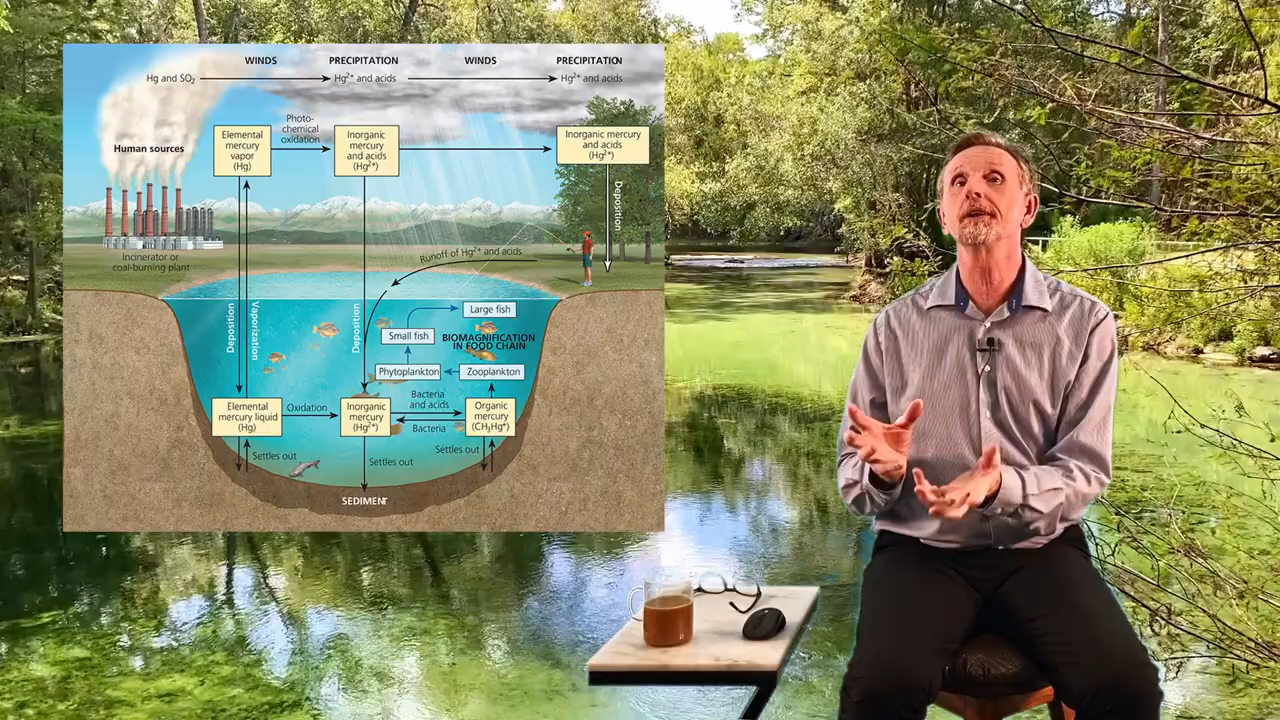 WINDS
PRECIPITATION
WINDS
PRECIPITATION
Hg and SO₂
Hg²⁺ and acids
Hg²⁺ and acids
Human sources
Elemental
mercury
vapor
(Hg)
Photo-
chemical
oxidation
Inorganic
mercury
and acids
(Hg²⁺)
Inorganic mercury
and acids
(Hg²⁺)
Deposition
Incinerator or
coal-burning plant
Runoff of Hg²⁺ and acids
Deposition
Vaporization
Deposition
Large fish
Small fish
BIOMAGNIFICATION
IN FOOD CHAIN
Phytoplankton
Zooplankton
Elemental
mercury liquid
(Hg)
Oxidation
Inorganic
mercury
(Hg²⁺)
Bacteria
and acids
Bacteria
Organic
mercury
(CH₃Hg⁺)
Settles out
Settles out
Settles out
SEDIMENT